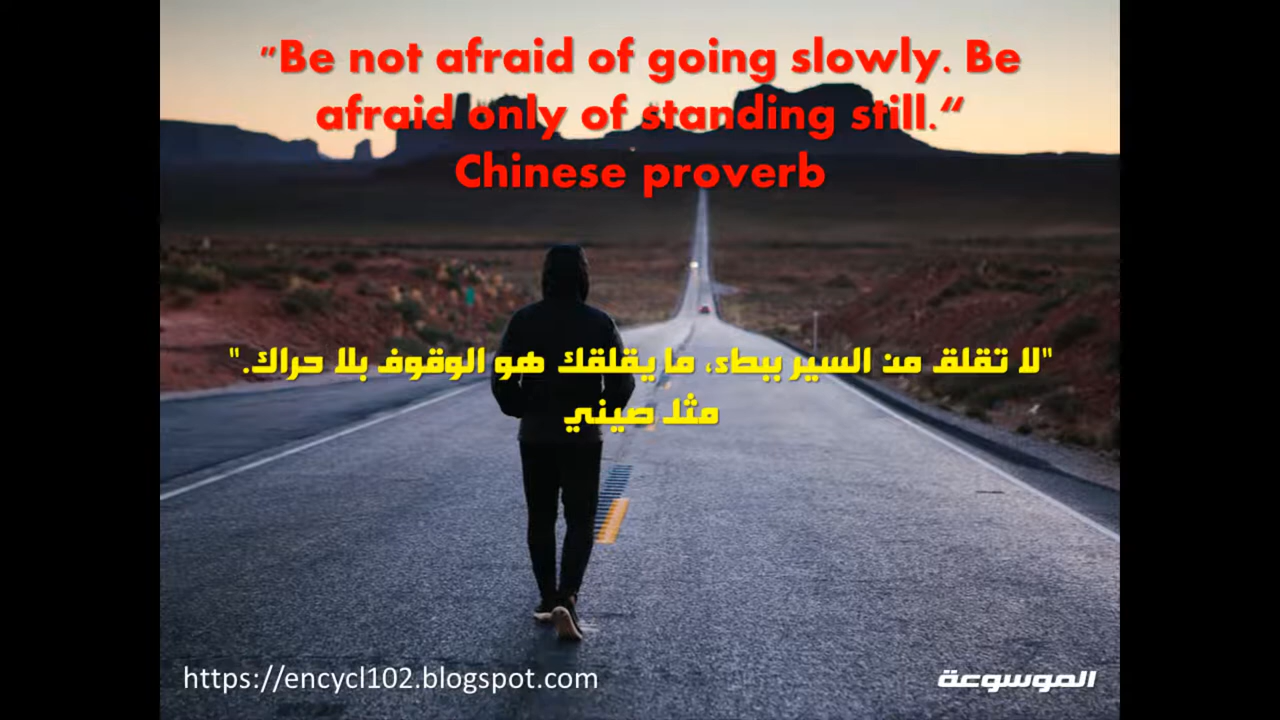 "Be not afraid of going slowly. Be
afraid only of standing still.“
Chinese proverb
"لا تقلق من السير ببطء، ما يقلقك هو الوقوف بلا حراك."
مثل صيني
https://encycl102.blogspot.com
الموسوعة